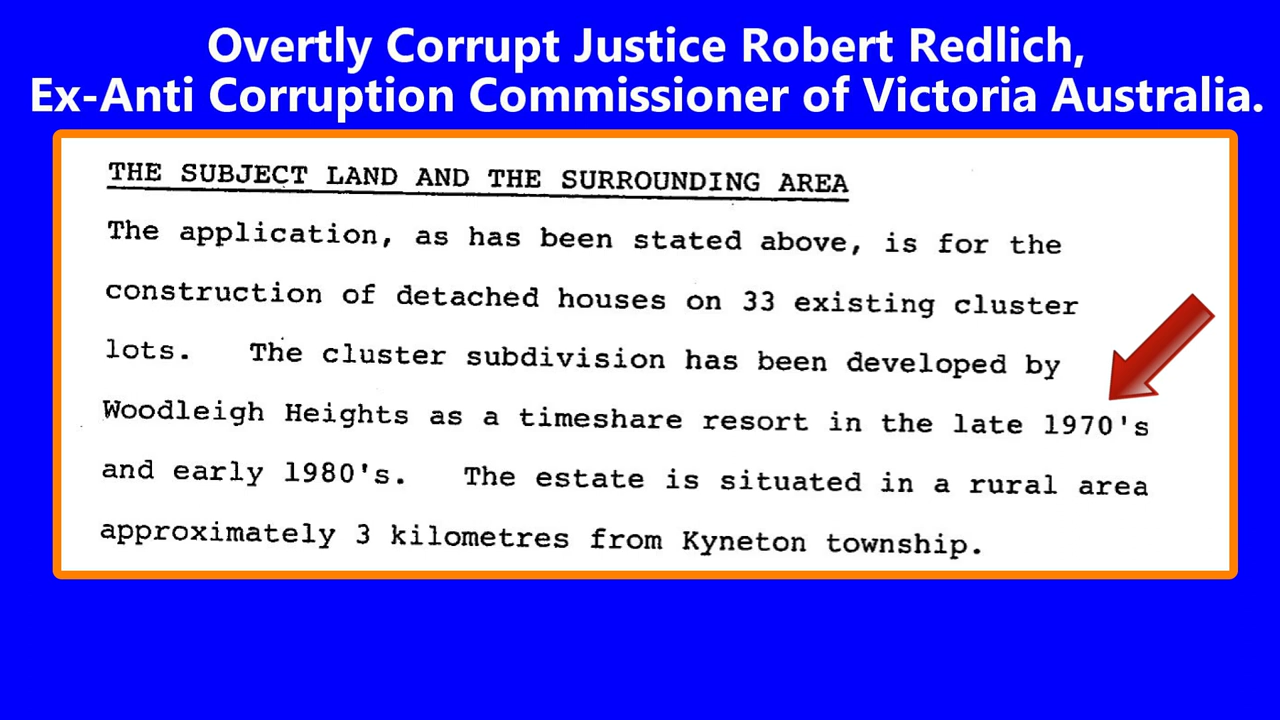 Overtly Corrupt Justice Robert Redlich,
Ex-Anti Corruption Commissioner of Victoria Australia.
THE SUBJECT LAND AND THE SURROUNDING AREA
The application, as has been stated above, is for the
construction of detached houses on 33 existing cluster
lots. The cluster subdivision has been developed by
Woodleigh Heights as a timeshare resort in the late 1970's
and early 1980's. The estate is situated in a rural area
approximately 3 kilometres from Kyneton township.